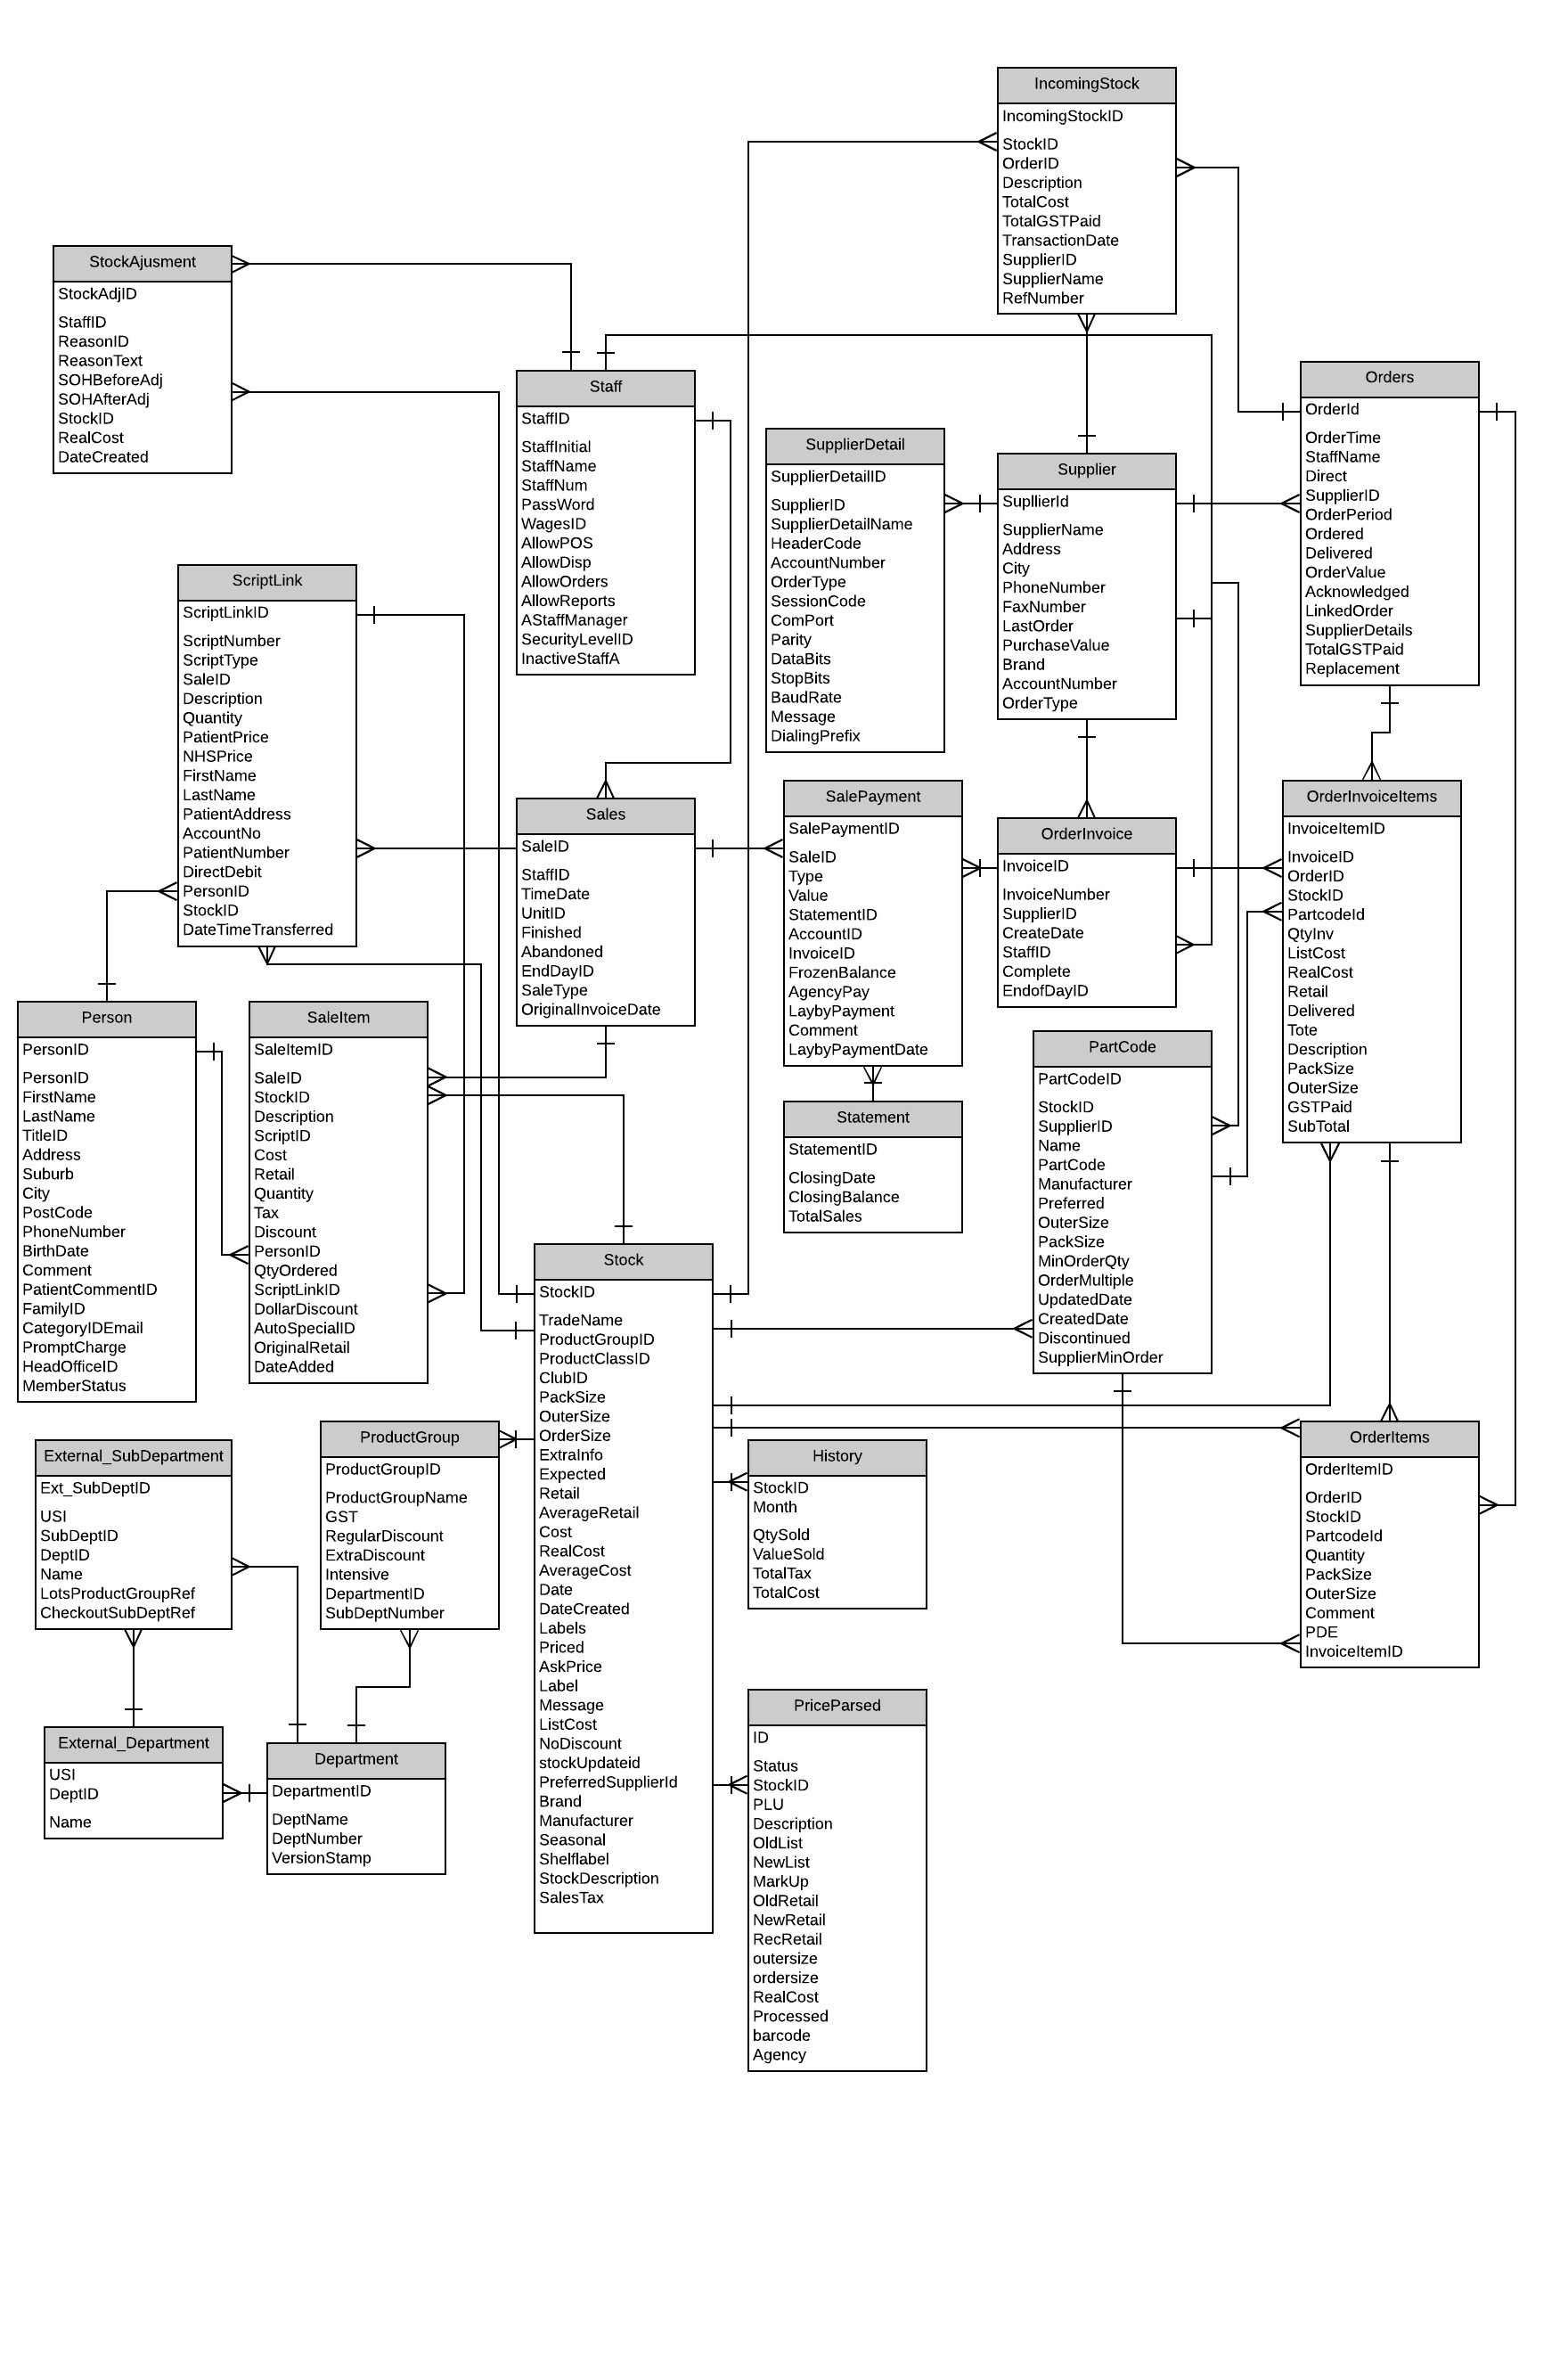 StockAjusment
StockAdjID
StaffID
ReasonID
ReasonText
SOHBeforeAdj
SOHAfterAdj
StockID
RealCost
DateCreated
Person
PersonID
PersonID
FirstName
LastName
TitleID
Address
Suburb
City
PostCode
PhoneNumber
BirthDate
Comment
PatientCommentID
FamilyID
CategoryIDEmail
PromptCharge
HeadOfficeID
MemberStatus
External_SubDepartment
Ext_SubDeptID
USI
SubDeptID
DeptID
Name
LotsProductGroupRef
CheckoutSubDeptRef
External_Department
USI
DeptID
Name
ScriptLink
ScriptLinkID
ScriptNumber
ScriptType
SaleID
Description
Quantity
PatientPrice
NHSPrice
FirstName
LastName
PatientAddress
AccountNo
PatientNumber
DirectDebit
PersonID
StockID
DateTimeTransferred
SaleItem
SaleItemID
SaleID
StockID
Description
ScriptID
Cost
Retail
Quantity
Tax
Discount
PersonID
QtyOrdered
ScriptLinkID
DollarDiscount
AutoSpecialID
OriginalRetail
DateAdded
ProductGroup
ProductGroupID
ProductGroupName
GST
RegularDiscount
ExtraDiscount
Intensive
DepartmentID
SubDeptNumber
Department
DepartmentID
DeptName
DeptNumber
VersionStamp
Staff
StaffID
StaffInitial
StaffName
StaffNum
PassWord
WagesID
AllowPOS
AllowDisp
AllowOrders
AllowReports
AStaffManager
SecurityLevelID
InactiveStaffA
Sales
SaleID
StaffID
TimeDate
UnitID
Finished
Abandoned
EndDayID
SaleType
OriginalInvoiceDate
Stock
StockID
TradeName
ProductGroupID
ProductClassID
ClubID
PackSize
OuterSize
OrderSize
ExtraInfo
Expected
Retail
AverageRetail
Cost
RealCost
AverageCost
Date
DateCreated
Labels
Priced
AskPrice
Label
Message
ListCost
NoDiscount
stockUpdateid
PreferredSupplierId
Brand
Manufacturer
Seasonal
Shelflabel
StockDescription
SalesTax
SupplierDetail
SupplierDetailID
SupplierID
SupplierDetailName
HeaderCode
AccountNumber
OrderType
SessionCode
ComPort
Parity
DataBits
StopBits
BaudRate
Message
DialingPrefix
SalePayment
SalePaymentID
SaleID
Type
Value
StatementID
AccountID
InvoiceID
FrozenBalance
AgencyPay
LaybyPayment
Comment
LaybyPaymentDate
Statement
StatementID
ClosingDate
ClosingBalance
TotalSales
History
StockID
Month
QtySold
ValueSold
TotalTax
TotalCost
PriceParsed
ID
Status
StockID
PLU
Description
OldList
NewList
MarkUp
OldRetail
NewRetail
RecRetail
outersize
ordersize
RealCost
Processed
barcode
Agency
IncomingStock
IncomingStockID
StockID
OrderID
Description
TotalCost
TotalGSTPaid
TransactionDate
SupplierID
SupplierName
RefNumber
Supplier
SupllierId
SupplierName
Address
City
PhoneNumber
FaxNumber
LastOrder
PurchaseValue
Brand
AccountNumber
OrderType
OrderInvoice
InvoiceID
InvoiceNumber
SupplierID
CreateDate
StaffID
Complete
EndofDayID
PartCode
PartCodeID
StockID
SupplierID
Name
PartCode
Manufacturer
Preferred
OuterSize
PackSize
MinOrderQty
OrderMultiple
UpdatedDate
CreatedDate
Discontinued
SupplierMinOrder
Orders
OrderId
OrderTime
StaffName
Direct
SupplierID
OrderPeriod
Ordered
Delivered
OrderValue
Acknowledged
LinkedOrder
SupplierDetails
TotalGSTPaid
Replacement
OrderInvoiceItems
InvoiceItemID
InvoiceID
OrderID
StockID
PartcodeId
QtyInv
ListCost
RealCost
Retail
Delivered
Tote
Description
PackSize
OuterSize
GSTPaid
SubTotal
OrderItems
OrderItemID
OrderID
StockID
PartcodeId
Quantity
PackSize
OuterSize
Comment
PDE
InvoiceItemID